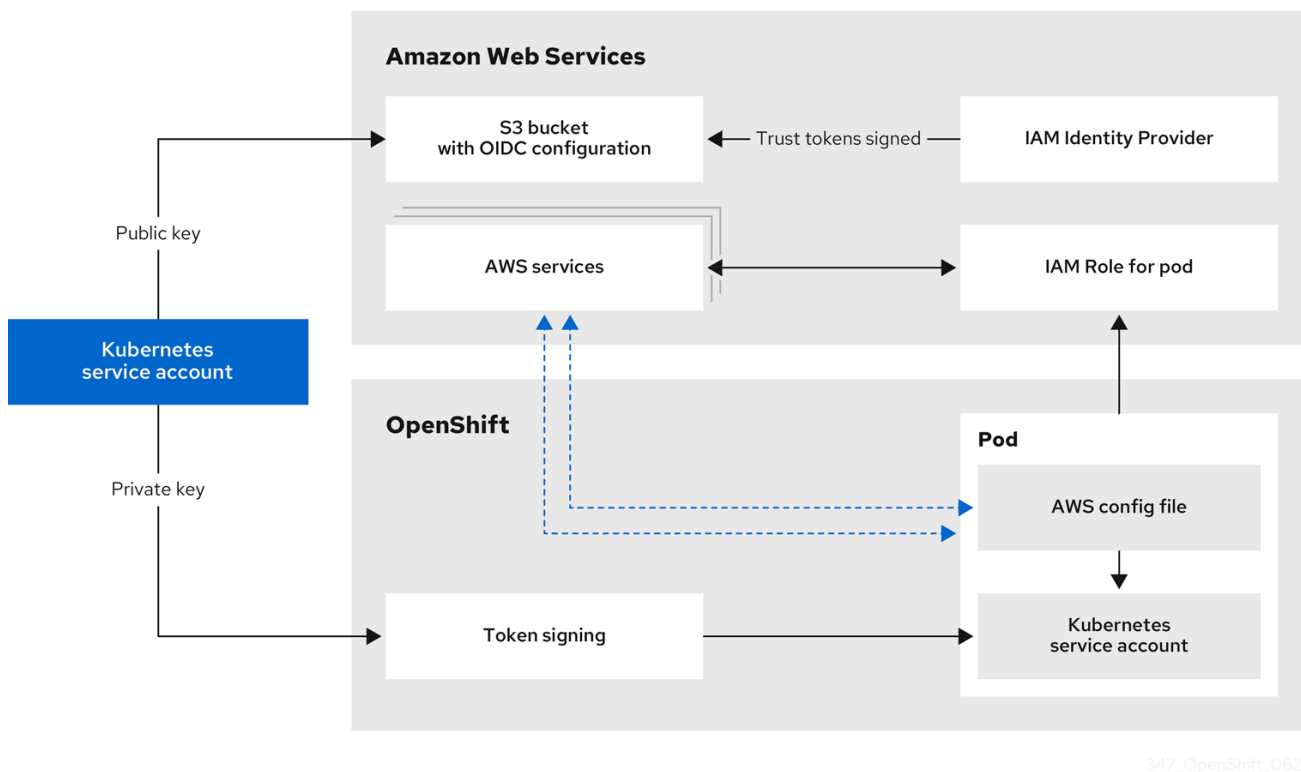 Amazon Web Services
S3 bucket
with OIDC configuration
Trust tokens signed
IAM Identity Provider
Public key
AWS services
IAM Role for pod
Kubernetes
service account
OpenShift
Pod
Private key
AWS config file
Token signing
Kubernetes
service account
347_OpenShift_062